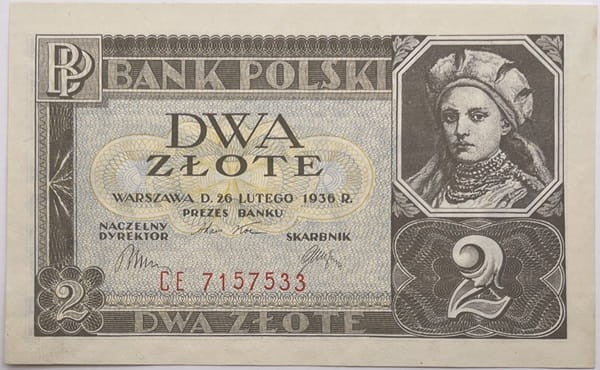 BP BANK POLSKI
DWA
ZŁOTE
WARSZAWA D. 26 LUTEGO 1936 R.
PREZES BANKU
NACZELNY
DYREKTOR
SKARBNIK
CE 7157533
2
2
DWA ZŁOTE